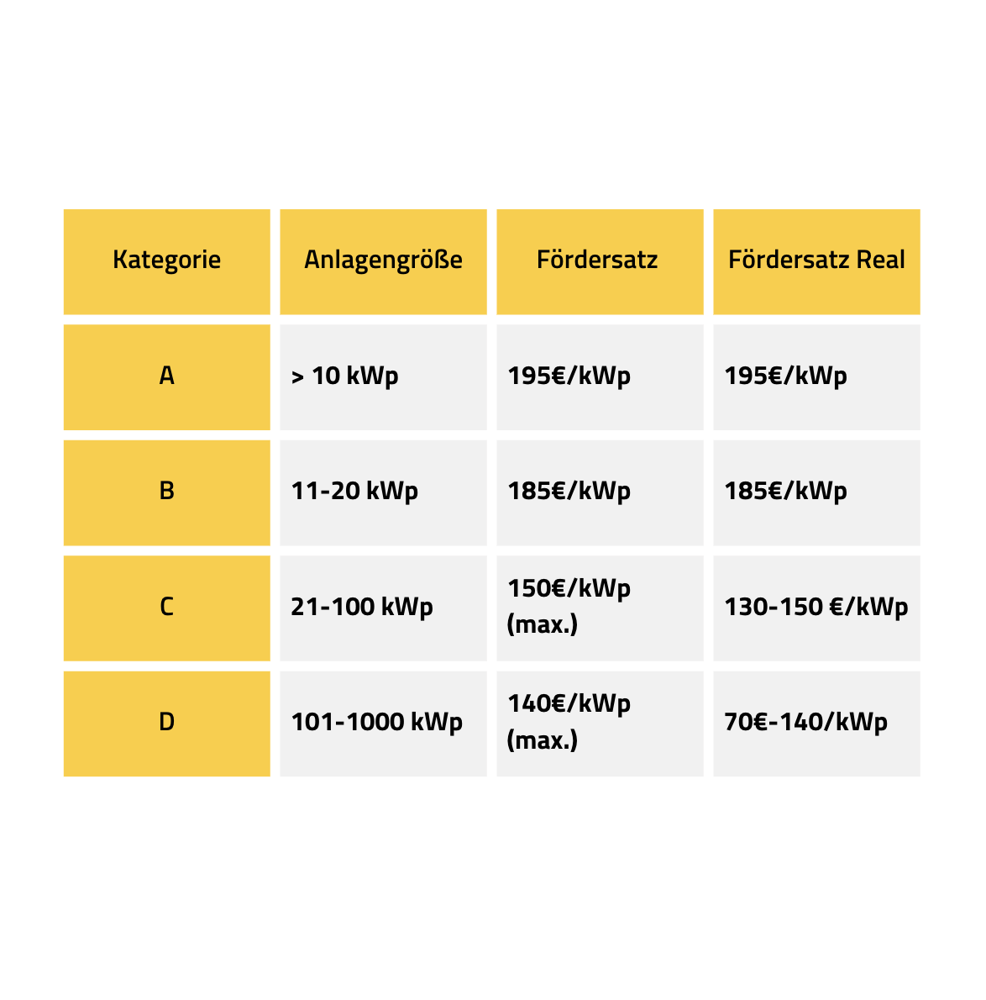 Kategorie Anlagengröße Fördersatz Fördersatz Real
A > 10 kWp 195€/kWp 195€/kWp
B 11-20 kWp 185€/kWp 185€/kWp
C 21-100 kWp 150€/kWp (max.) 130-150 €/kWp
D 101-1000 kWp 140€/kWp (max.) 70€-140/kWp